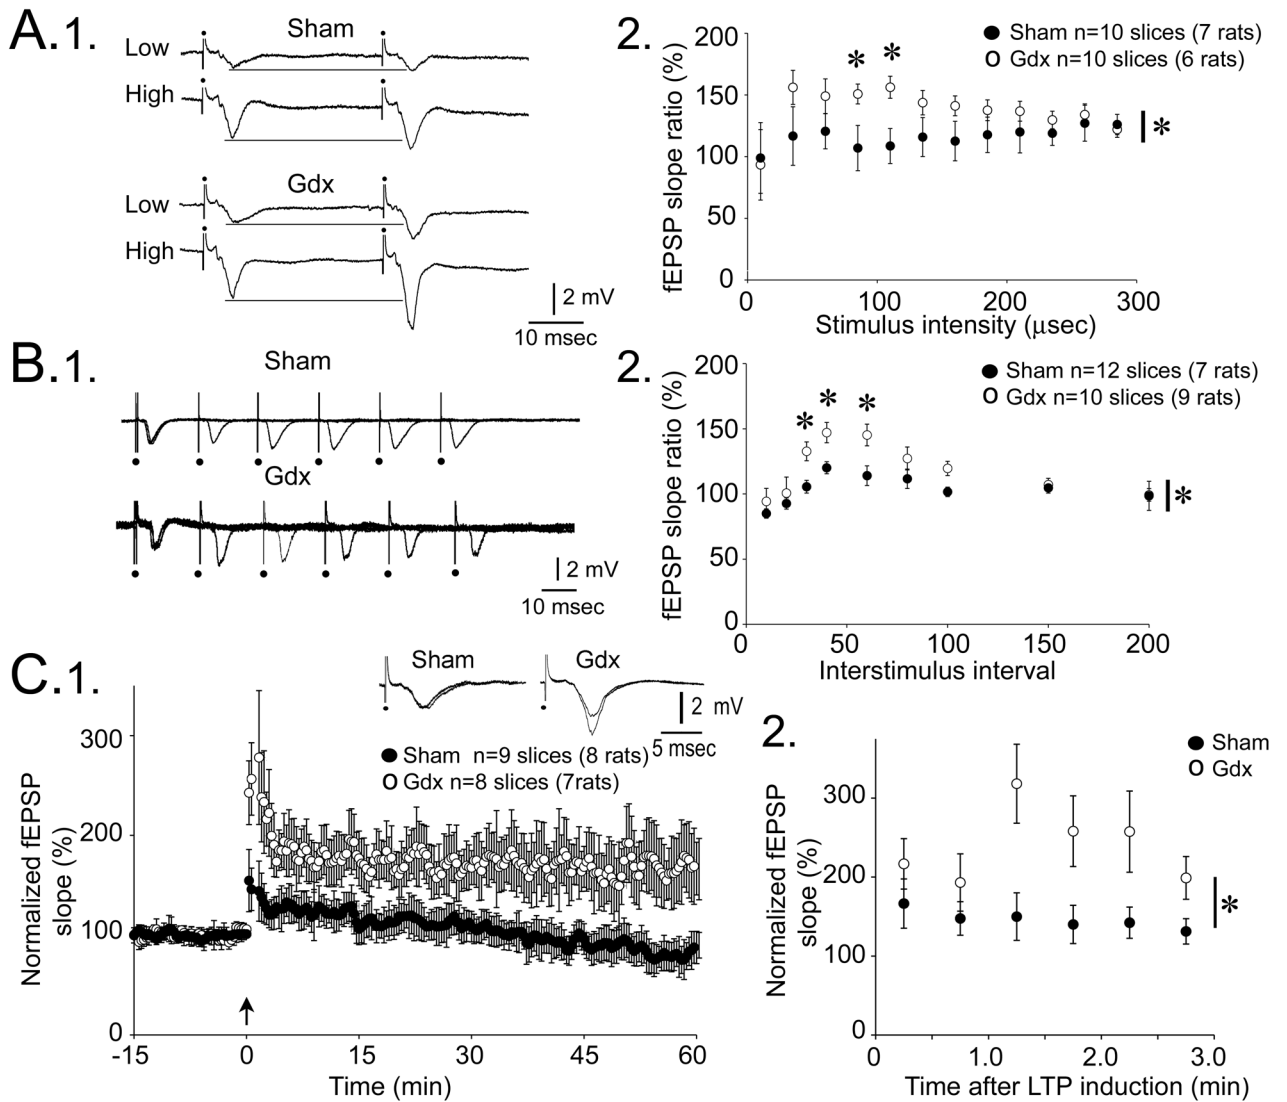 A.1.
Sham
Low
High
Gdx
Low
High
2 mV
10 msec
2.
Sham n=10 slices (7 rats)
Gdx n=10 slices (6 rats)
fEPSP slope ratio (%)
200
150
100
50
0
* *
*
0 100 200 300
Stimulus intensity (μsec)
B.1.
Sham
Gdx
2 mV
10 msec
2.
Sham n=12 slices (7 rats)
Gdx n=10 slices (9 rats)
fEPSP slope ratio (%)
200
150
100
50
0
* * *
*
0 50 100 150 200
Interstimulus interval
C.1.
Sham Gdx
2 mV
5 msec
Sham n=9 slices (8 rats)
Gdx n=8 slices (7rats)
Normalized fEPSP
slope (%)
300
200
100
0
-15 0 15 30 45 60
Time (min)
2.
Sham
Gdx
Normalized fEPSP
slope (%)
300
200
100
0
*
0 1.0 2.0 3.0
Time after LTP induction (min)